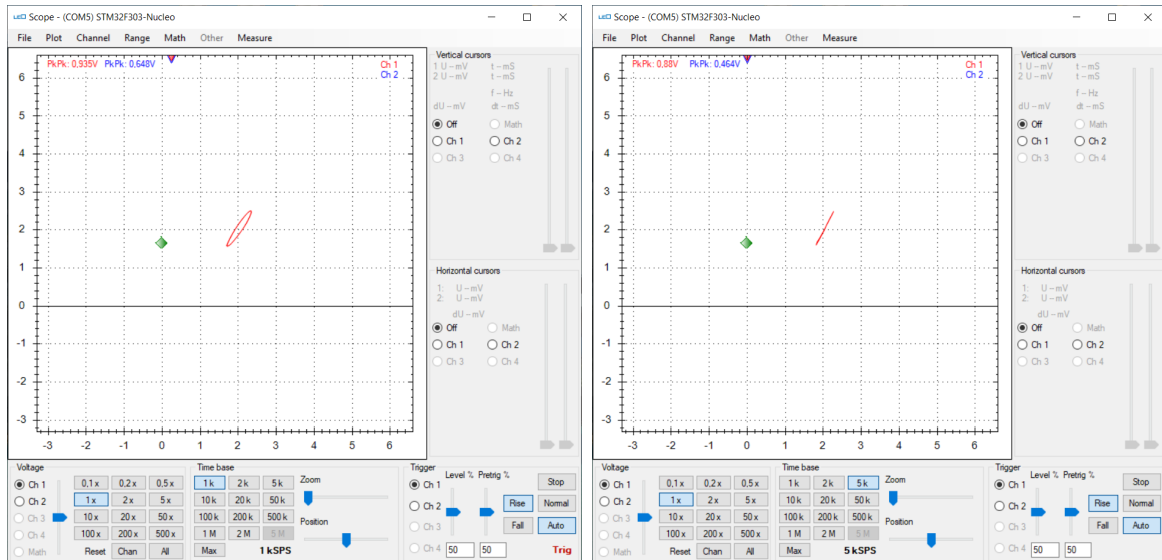 LEO Scope - (COM5) STM32F303-Nucleo
File Plot Channel Range Math Other Measure
PkPk: 0,935V PkPk: 0,648V Ch 1
Ch 2
6
5
4
3
2
1
0
-1
-2
-3
-3 -2 -1 0 1 2 3 4 5 6
Vertical cursors
1 U – mV t – mS
2 U – mV t – mS
f – Hz
dU – mV dt – mS
Off Math
Ch 1 Ch 2
Ch 3 Ch 4
Horizontal cursors
1: U – mV
2: U – mV
dU – mV
Off Math
Ch 1 Ch 2
Ch 3 Ch 4
Voltage
Ch 1 0,1 x 0,2 x 0,5 x
Ch 2 1 x 2 x 5 x
Ch 3 10 x 20 x 50 x
Ch 4 100 x 200 x 500 x
Math Reset Chan All
Time base
1 k 2 k 5 k
10 k 20 k 50 k
100 k 200 k 500 k
1 M 2 M 5 M
Max 1 kSPS
Zoom
Position
Trigger
Ch 1 Level % Pretrig % Stop
Ch 2 Rise Normal
Ch 3 Fall Auto
Ch 4 50 50 Trig
LEO Scope - (COM5) STM32F303-Nucleo
File Plot Channel Range Math Other Measure
PkPk: 0,88V PkPk: 0,464V Ch 1
Ch 2
6
5
4
3
2
1
0
-1
-2
-3
-3 -2 -1 0 1 2 3 4 5 6
Vertical cursors
1 U – mV t – mS
2 U – mV t – mS
f – Hz
dU – mV dt – mS
Off Math
Ch 1 Ch 2
Ch 3 Ch 4
Horizontal cursors
1: U – mV
2: U – mV
dU – mV
Off Math
Ch 1 Ch 2
Ch 3 Ch 4
Voltage
Ch 1 0,1 x 0,2 x 0,5 x
Ch 2 1 x 2 x 5 x
Ch 3 10 x 20 x 50 x
Ch 4 100 x 200 x 500 x
Math Reset Chan All
Time base
1 k 2 k 5 k
10 k 20 k 50 k
100 k 200 k 500 k
1 M 2 M 5 M
Max 5 kSPS
Zoom
Position
Trigger
Ch 1 Level % Pretrig % Stop
Ch 2 Rise Normal
Ch 3 Fall Auto
Ch 4 50 50